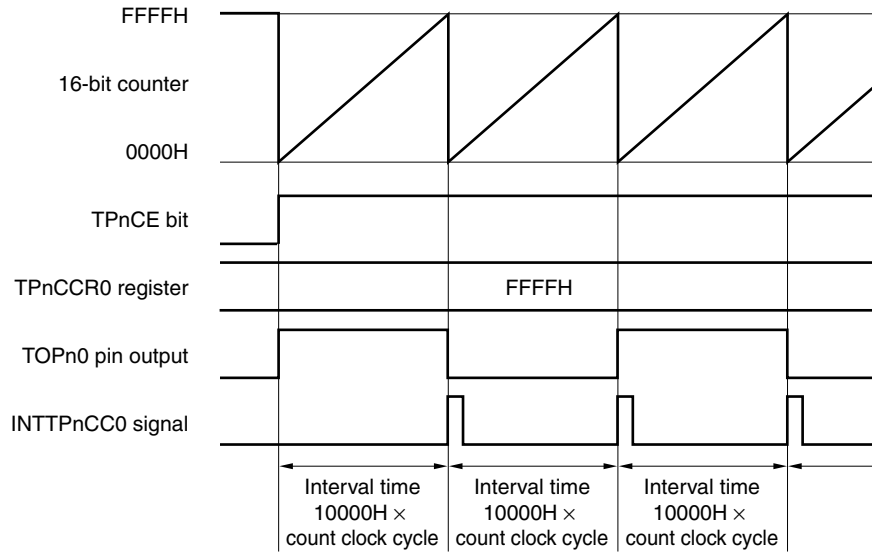 FFFFH
16-bit counter
0000H
TPnCE bit
TPnCCR0 register
FFFFH
TOPn0 pin output
INTTPnCC0 signal
Interval time
10000H ×
count clock cycle
Interval time
10000H ×
count clock cycle
Interval time
10000H ×
count clock cycle